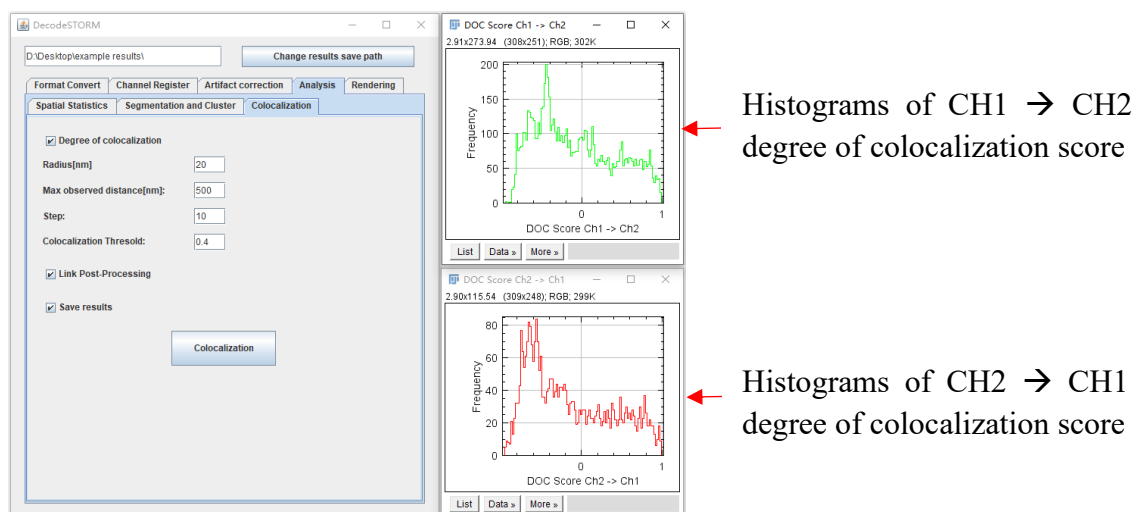 DecodeSTORM
D:\Desktop\example results\
Change results save path
Format Convert Channel Register Artifact correction Analysis Rendering
Spatial Statistics Segmentation and Cluster Colocalization
Degree of colocalization
Radius[nm] 20
Max observed distance[nm]: 500
Step: 10
Colocalization Thresold: 0.4
Link Post-Processing
Save results
Colocalization
DOC Score Ch1 -> Ch2
2.91x273.94 (308x251); RGB; 302K
200
150
100
50
0
Frequency
0 1
DOC Score Ch1 -> Ch2
List Data » More »
DOC Score Ch2 -> Ch1
2.90x115.54 (309x248); RGB; 299K
80
60
40
20
0
Frequency
0 1
DOC Score Ch2 -> Ch1
List Data » More »
Histograms of CH1 → CH2
degree of colocalization score
Histograms of CH2 → CH1
degree of colocalization score